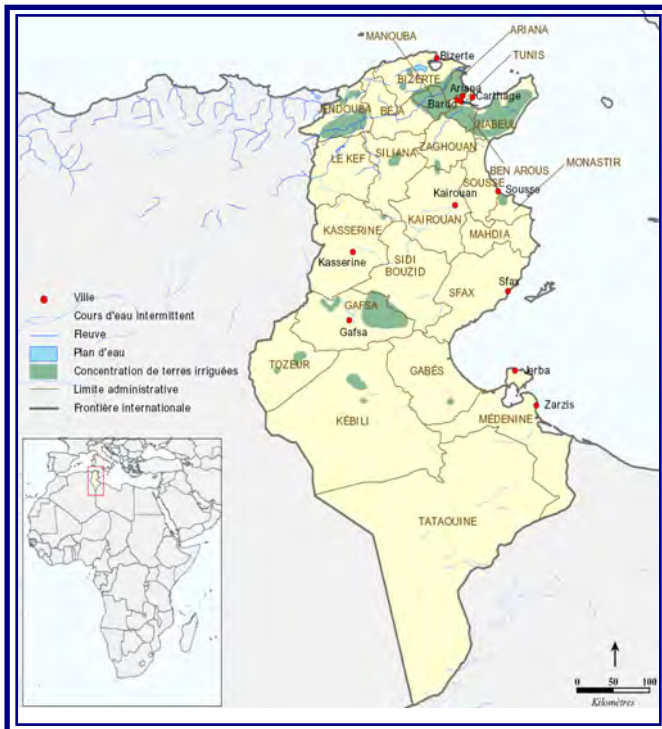 MANOUBA
ARIANA
TUNIS
Bizerte
BIZERTE
Ariana
Carthage
Bardo
JENDOUBA
BEJA
NABEUL
ZAGHOUAN
SILIANA
LE KEF
BEN AROUS
MONASTIR
SOUSSE
Sousse
Kairouan
KAIROUAN
MAHDIA
KASSERINE
Kasserine
SIDI
BOUZID
SFAX
Sfax
GAFSA
Gafsa
TOZEUR
GABÉS
Jerba
Zarzis
MÉDENINE
KÉBILI
TATAOUINE
Ville
Cours d'eau intermittent
Fleuve
Plan d'eau
Concentration de terres irriguées
Limite administrative
Frontière internationale
0 50 100
Kilomètres